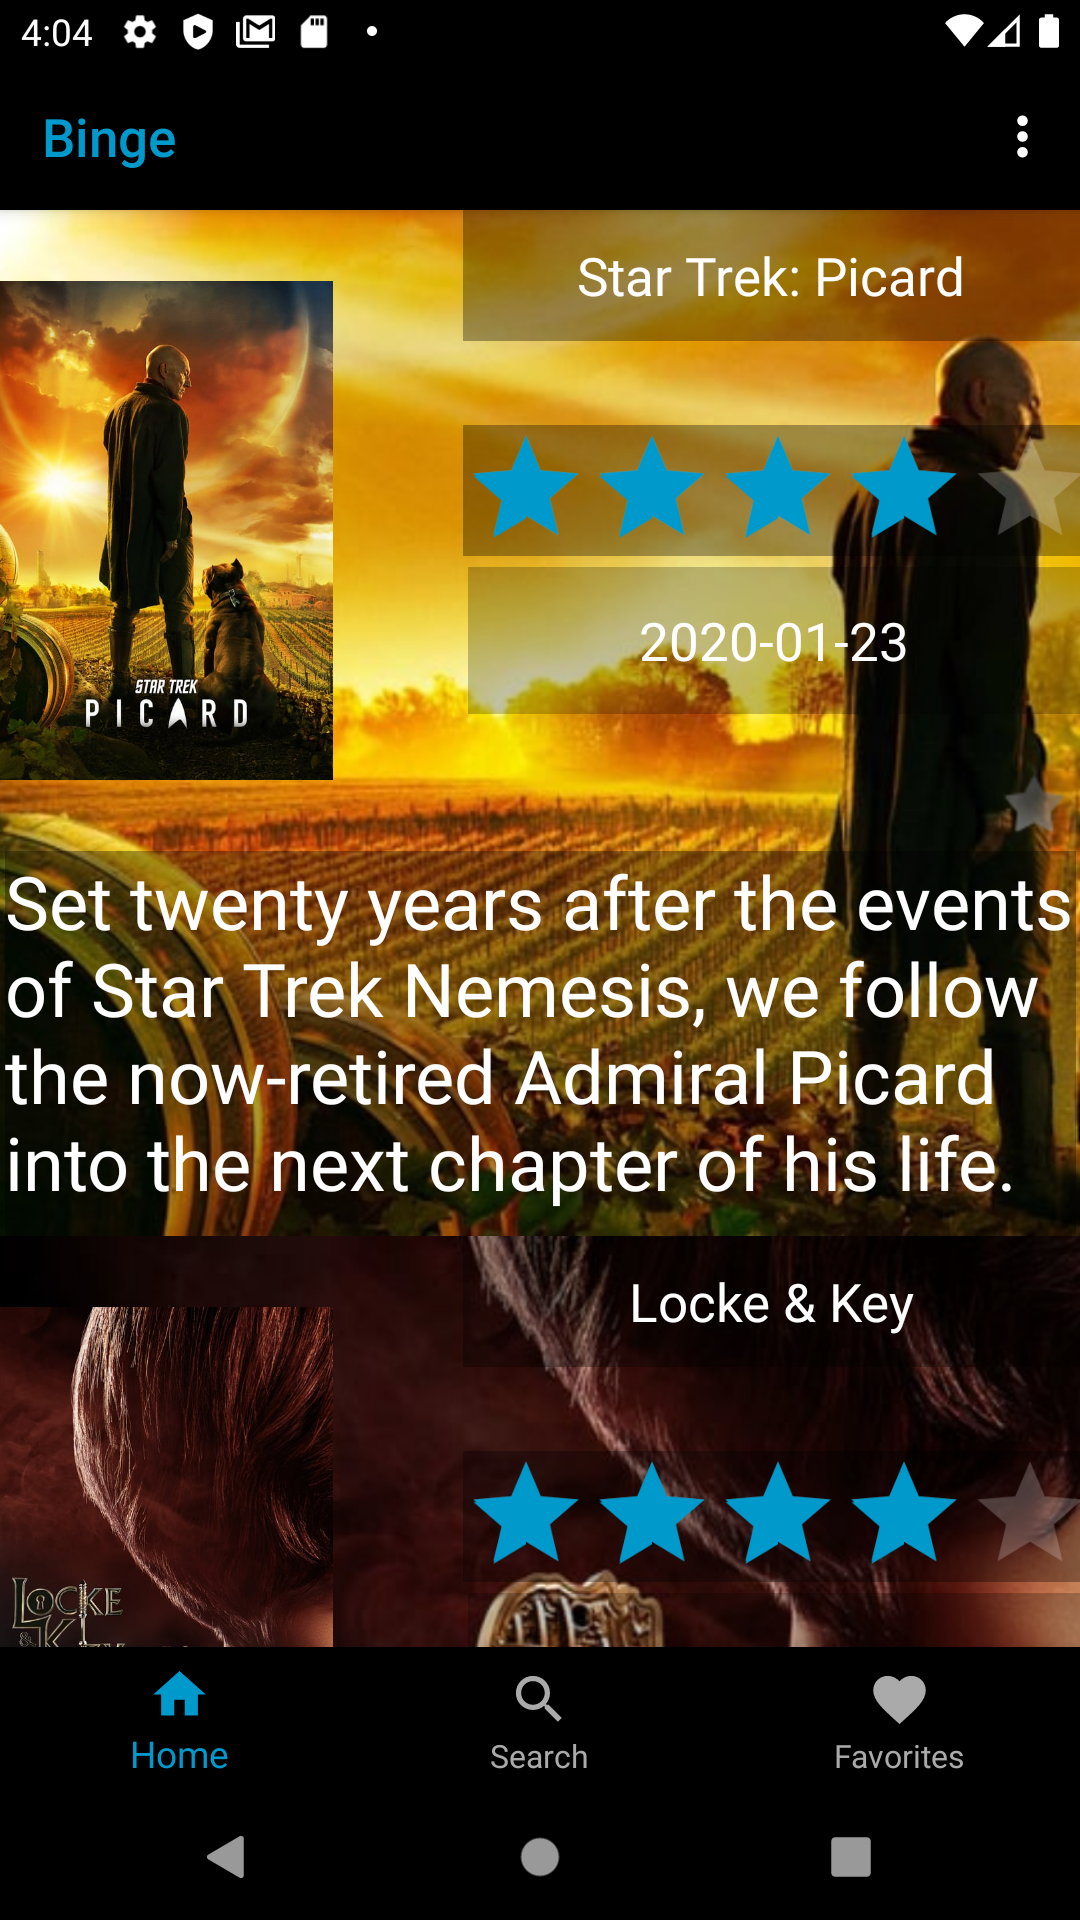 4:04
Binge
Star Trek: Picard
STAR TREK
PICARD
2020-01-23
Set twenty years after the events
of Star Trek Nemesis, we follow
the now-retired Admiral Picard
into the next chapter of his life.
Locke & Key
LOCKE
& KEY
Home
Search
Favorites